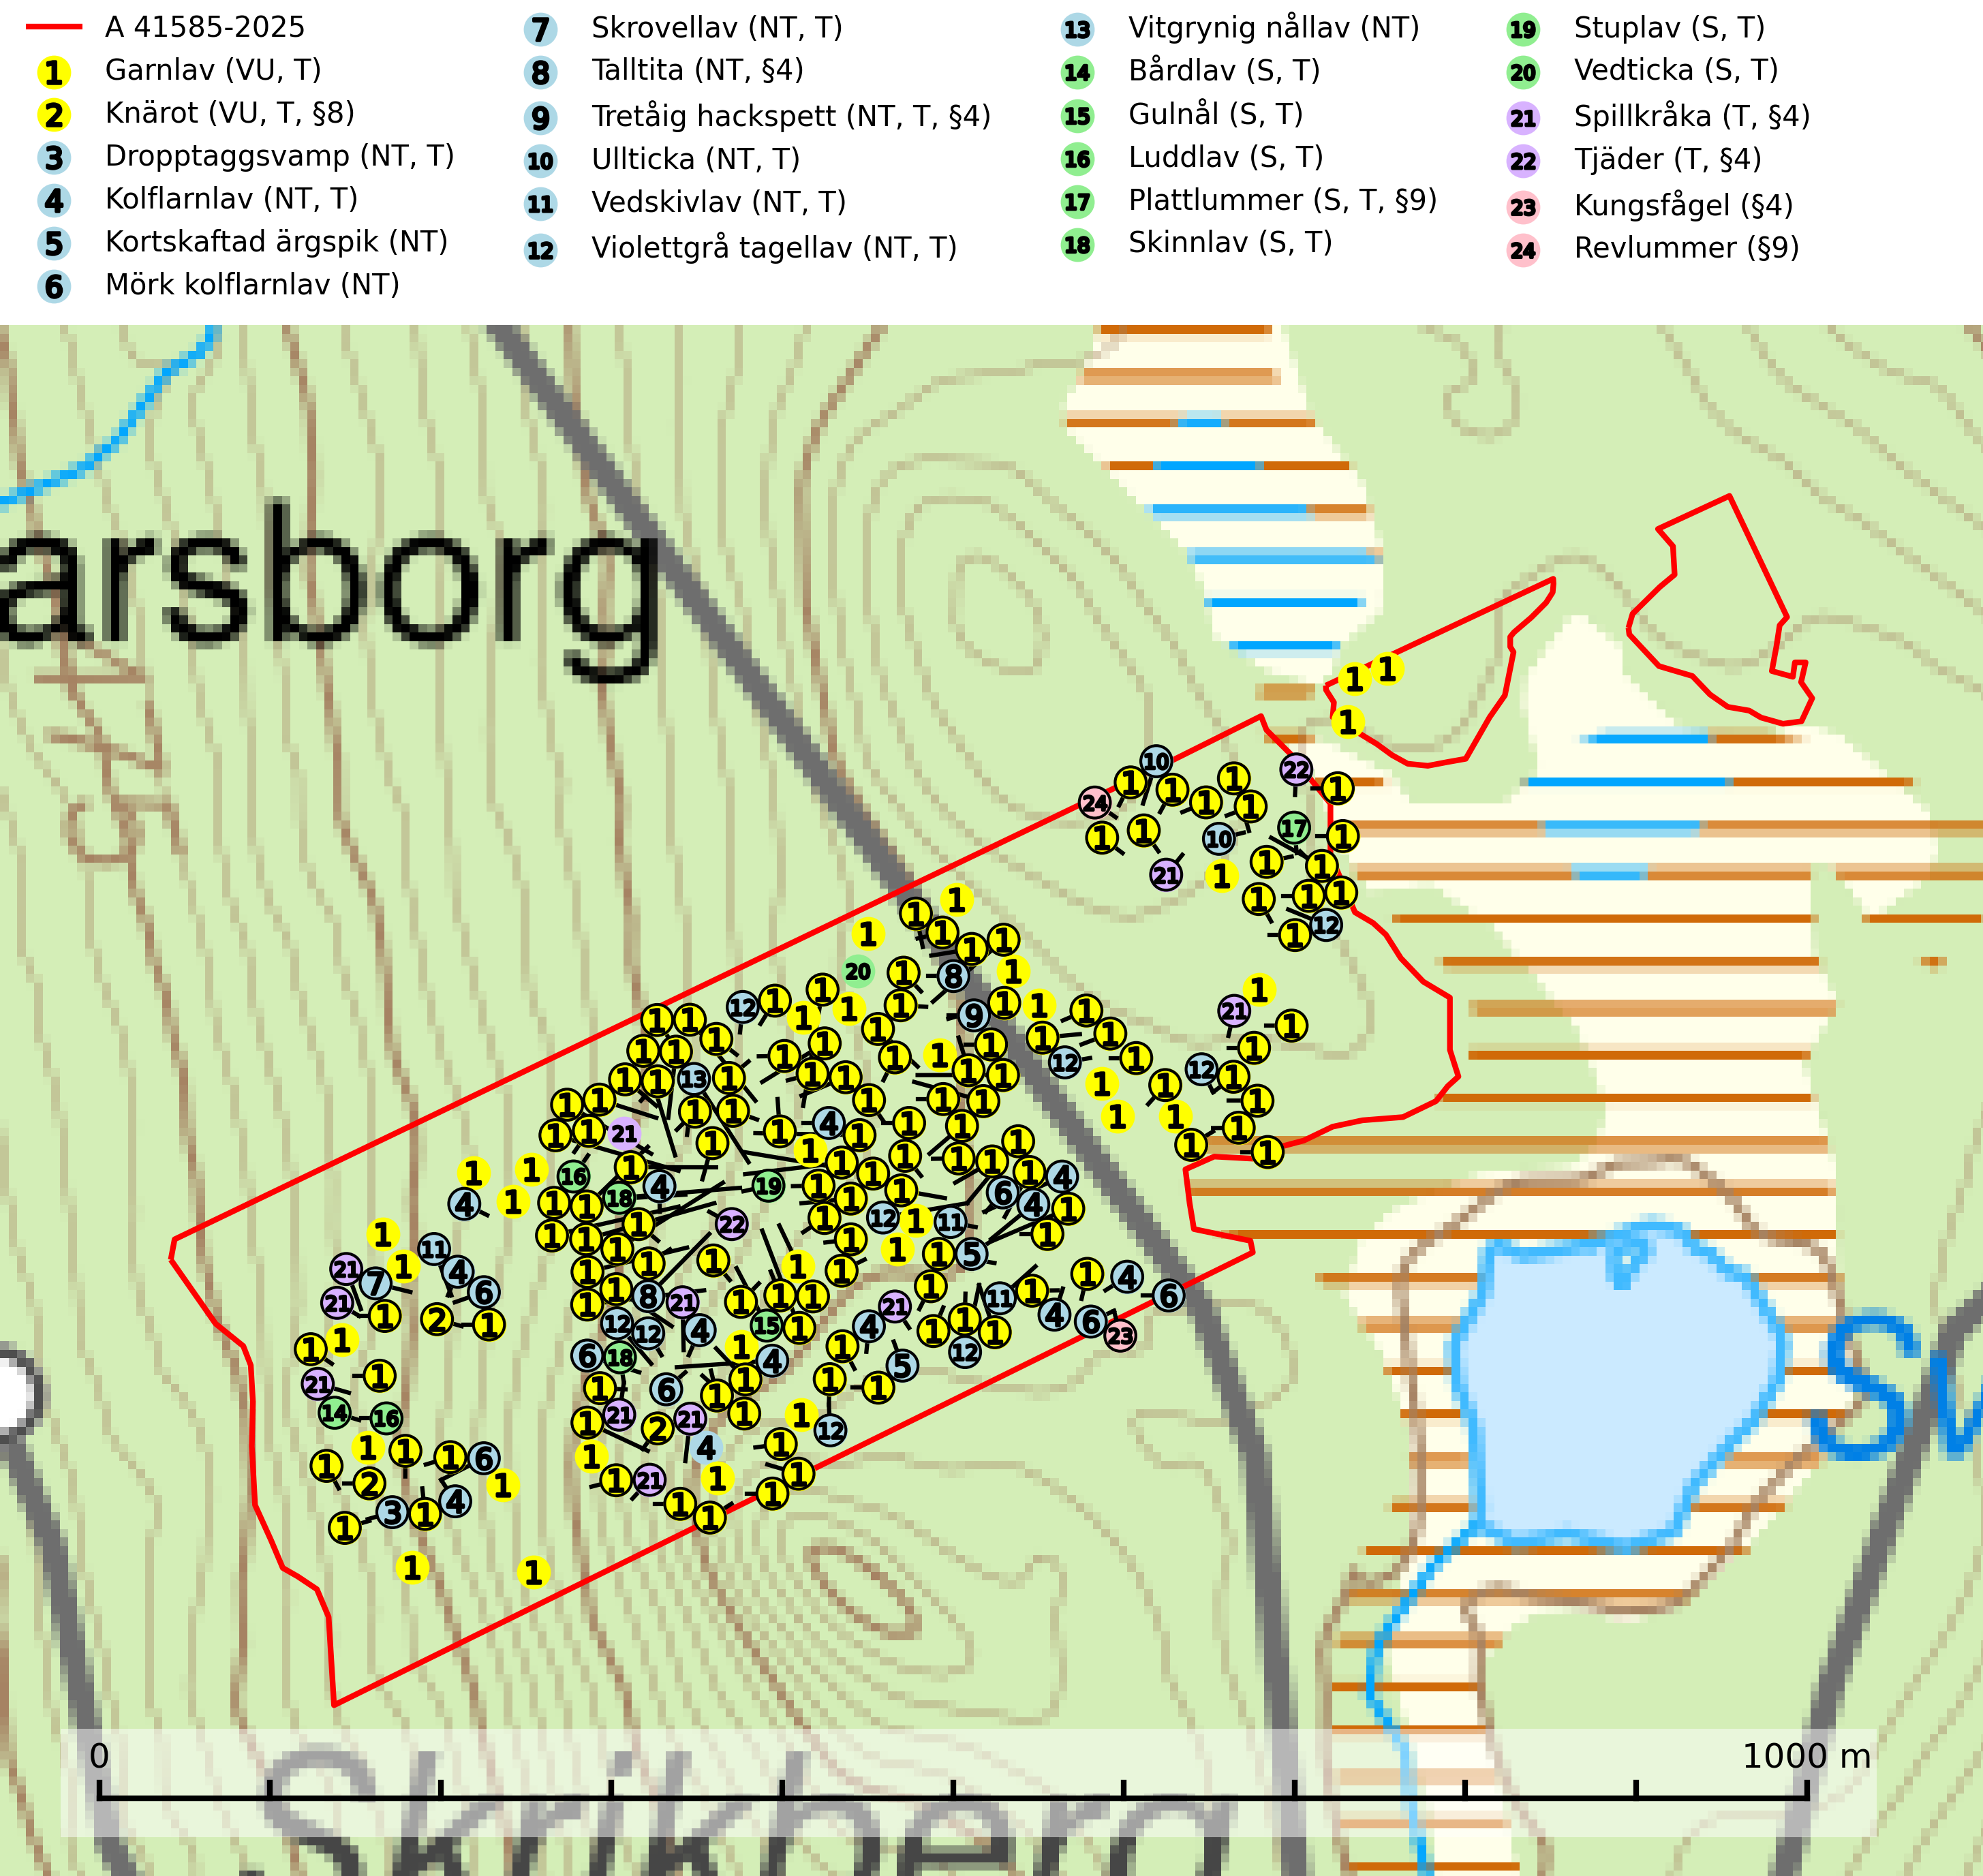 A 41585-2025
1 Garnlav (VU, T)
2 Knärot (VU, T, §8)
3 Dropptaggsvamp (NT, T)
4 Kolflarnlav (NT, T)
5 Kortskaftad ärgspik (NT)
6 Mörk kolflarnlav (NT)
7 Skrovellav (NT, T)
8 Talltita (NT, §4)
9 Tretåig hackspett (NT, T, §4)
10 Ullticka (NT, T)
11 Vedskivlav (NT, T)
12 Violettgrå tagellav (NT, T)
13 Vitgrynig nållav (NT)
14 Bårdlav (S, T)
15 Gulnål (S, T)
16 Luddlav (S, T)
17 Plattlummer (S, T, §9)
18 Skinnlav (S, T)
19 Stuplav (S, T)
20 Vedticka (S, T)
21 Spillkråka (T, §4)
22 Tjäder (T, §4)
23 Kungsfågel (§4)
24 Revlummer (§9)
arsborg
0 1000 m
Skrikberg